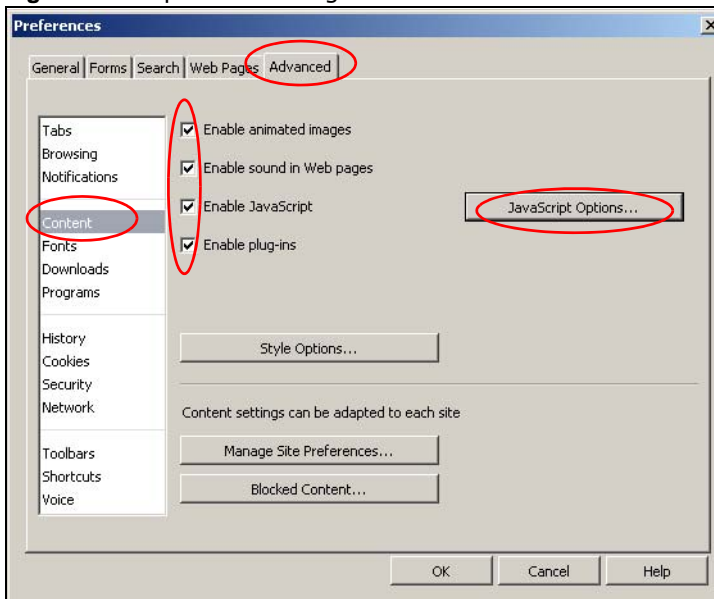 Preferences
General Forms Search Web Pages Advanced
Tabs
Browsing
Notifications
Content
Fonts
Downloads
Programs
History
Cookies
Security
Network
Toolbars
Shortcuts
Voice
Enable animated images
Enable sound in Web pages
Enable JavaScript
JavaScript Options...
Enable plug-ins
Style Options...
Content settings can be adapted to each site
Manage Site Preferences...
Blocked Content...
OK Cancel Help